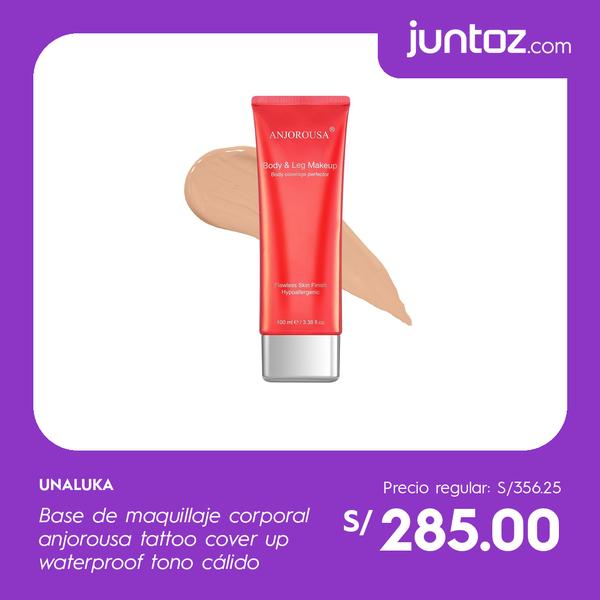 juntoz.com
ANJOROUSA®
Body & Leg Makeup
Body coverage perfector
Flawless Skin Finish
Hypoallergenic
100 ml ℮ / 3.38 fl oz
UNALUKA
Base de maquillaje corporal
anjorousa tattoo cover up
waterproof tono cálido
Precio regular: S/356.25
S/ 285.00